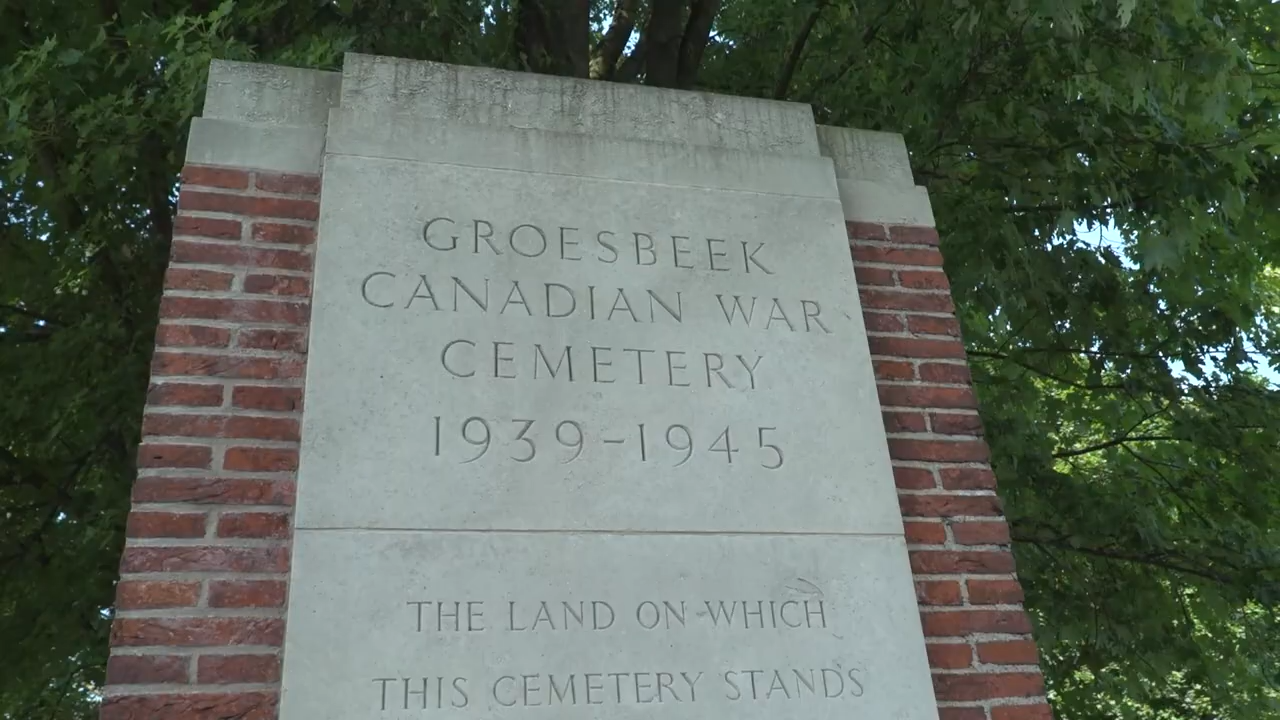 GROESBEEK
CANADIAN WAR
CEMETERY
1939-1945
THE LAND ON WHICH
THIS CEMETERY STANDS